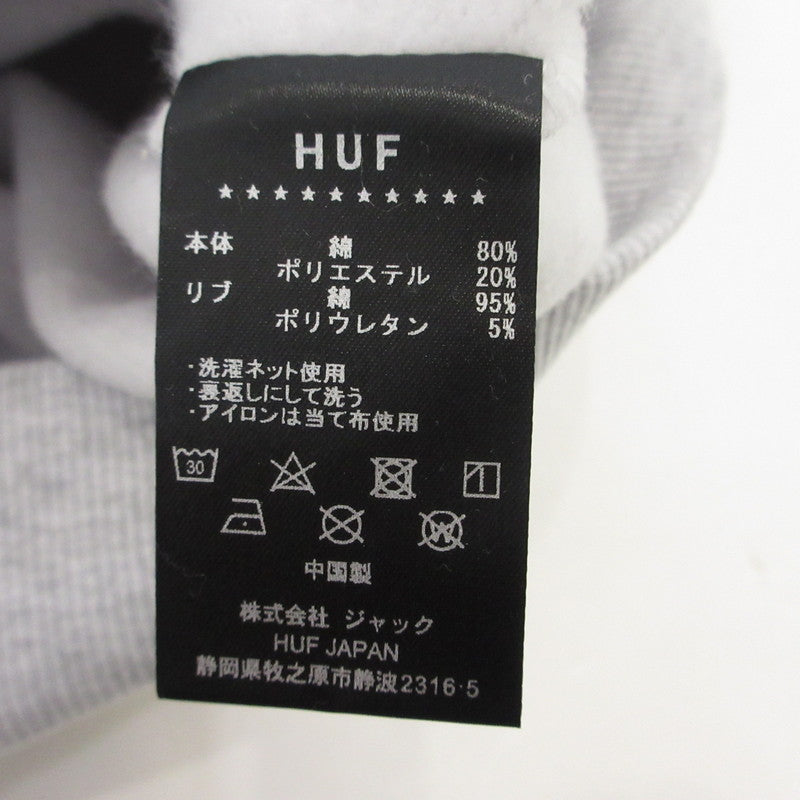 HUF
★★★★★★★★★★
本体 綿 80%
ポリエステル 20%
リブ 綿 95%
ポリウレタン 5%
・洗濯ネット使用
・裏返しにして洗う
・アイロンは当て布使用
30
W
中国製
株式会社 ジャック
HUF JAPAN
静岡県牧之原市静波2316-5